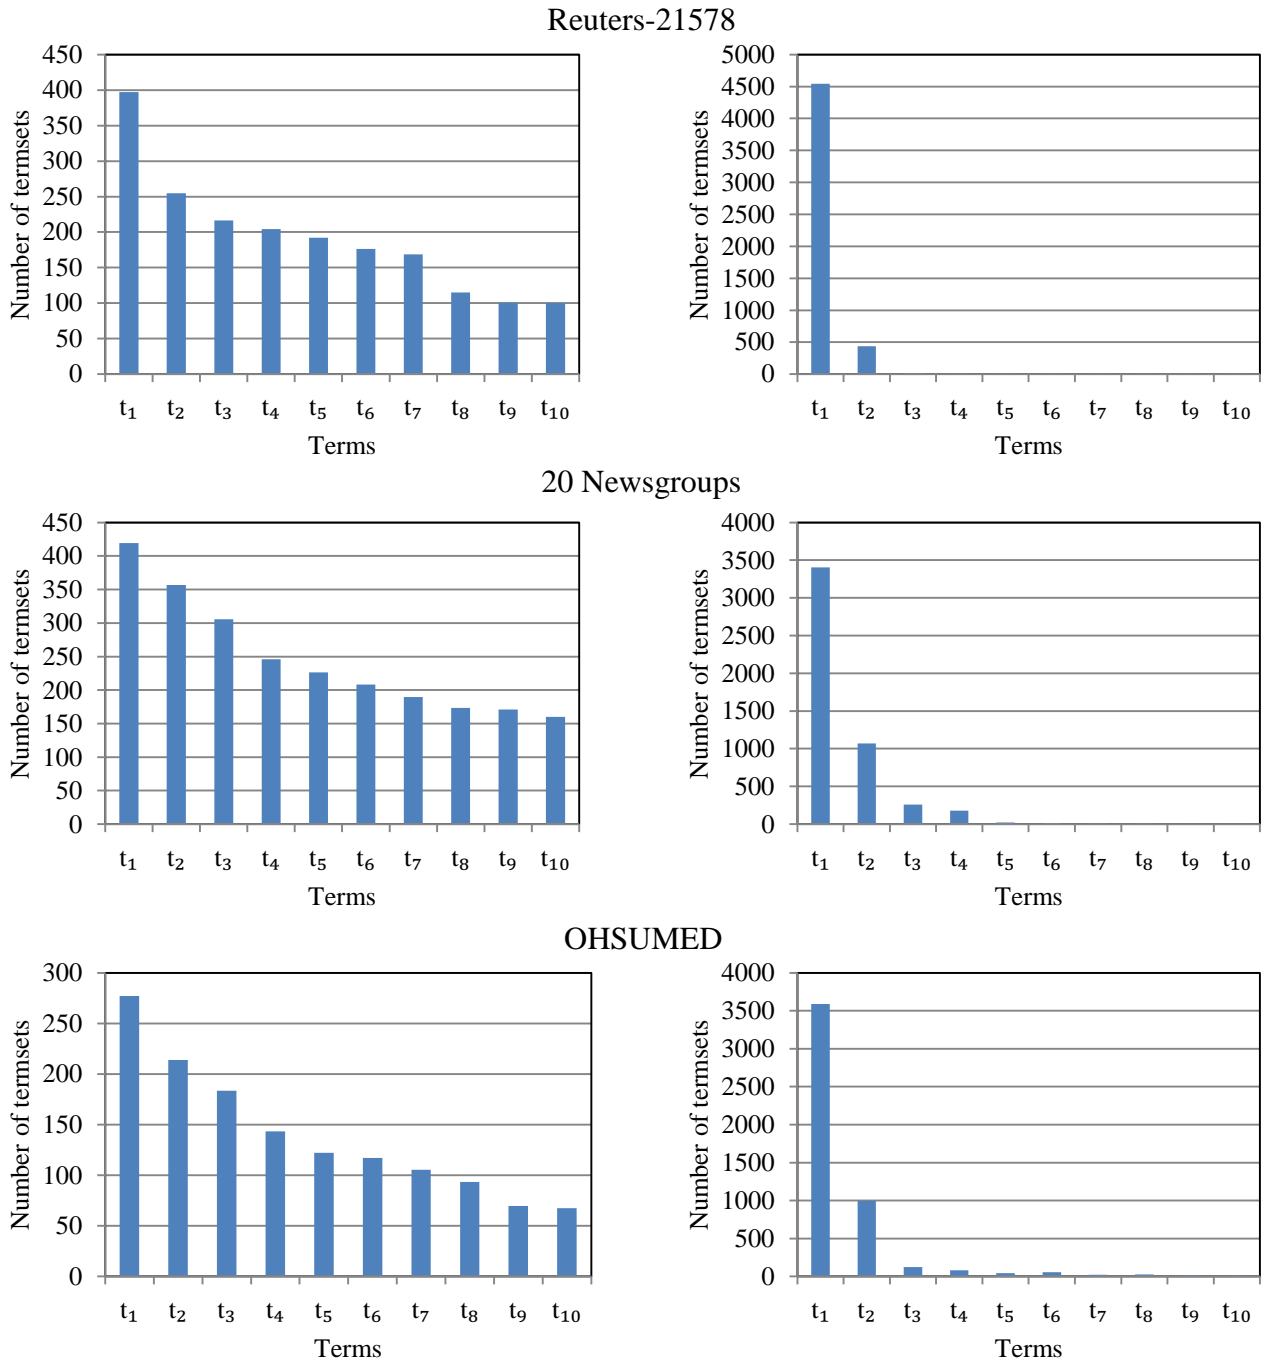 Reuters-21578
Number of termsets
450
400
350
300
250
200
150
100
50
0
t₁ t₂ t₃ t₄ t₅ t₆ t₇ t₈ t₉ t₁₀
Terms
Number of termsets
5000
4500
4000
3500
3000
2500
2000
1500
1000
500
0
t₁ t₂ t₃ t₄ t₅ t₆ t₇ t₈ t₉ t₁₀
Terms
20 Newsgroups
Number of termsets
450
400
350
300
250
200
150
100
50
0
t₁ t₂ t₃ t₄ t₅ t₆ t₇ t₈ t₉ t₁₀
Terms
Number of termsets
4000
3500
3000
2500
2000
1500
1000
500
0
t₁ t₂ t₃ t₄ t₅ t₆ t₇ t₈ t₉ t₁₀
Terms
OHSUMED
Number of termsets
300
250
200
150
100
50
0
t₁ t₂ t₃ t₄ t₅ t₆ t₇ t₈ t₉ t₁₀
Terms
Number of termsets
4000
3500
3000
2500
2000
1500
1000
500
0
t₁ t₂ t₃ t₄ t₅ t₆ t₇ t₈ t₉ t₁₀
Terms